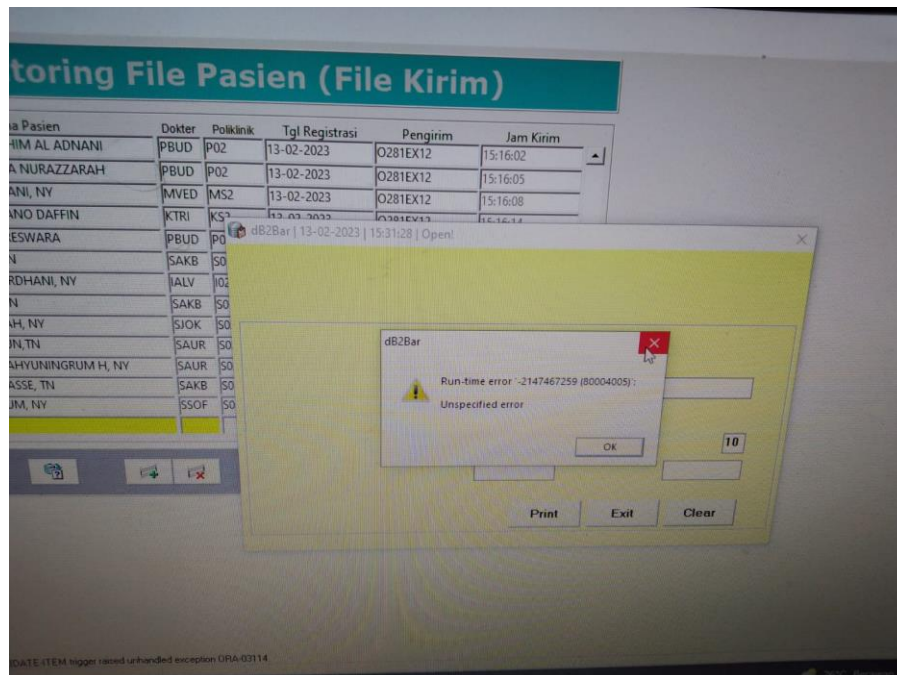 toring File Pasien (File Kirim)
Pasien Dokter Poliklinik Tgl Registrasi Pengirim Jam Kirim
HIM AL ADNANI PBUD P02 13-02-2023 O281EX12 15:16:02
A NURAZZARAH PBUD P02 13-02-2023 O281EX12 15:16:05
ANI, NY MVED MS2 13-02-2023 O281EX12 15:16:08
ANO DAFFIN KTRI
ESWARA PBUD
N SAKB
RDHANI, NY IALV I02
N SAKB
AH, NY SJOK
UN,TN SAUR
AHYUNINGRUM H, NY SAUR
ASSE, TN SAKB
UM, NY SSOF
dB2Bar | 13-02-2023 | 15:31:28 | Open!
dB2Bar
Run-time error '-2147467259 (80004005)':
Unspecified error
OK
10
Print Exit Clear
DATE-ITEM trigger raised unhandled exception ORA-03114